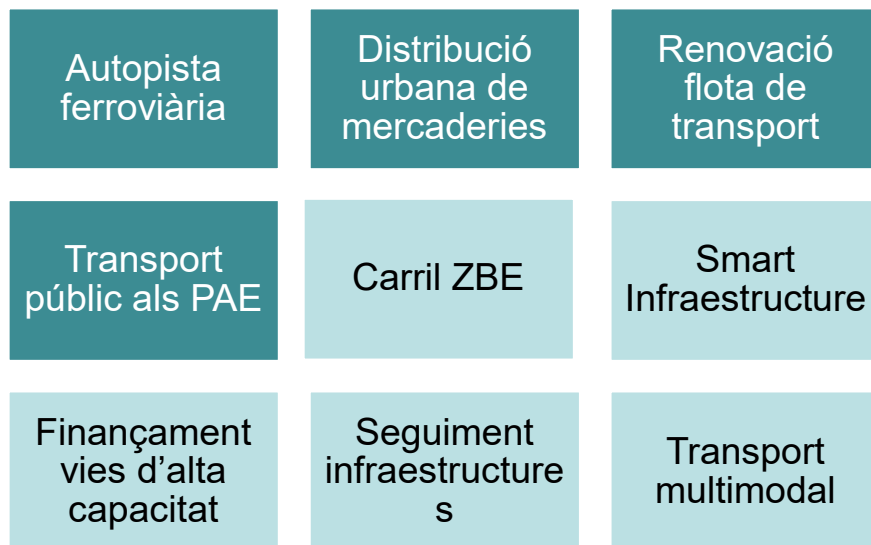 Autopista
ferroviària
Distribució
urbana de
mercaderies
Renovació
flota de
transport
Transport
públic als PAE
Carril ZBE
Smart
Infraestructure
Finançament
vies d’alta
capacitat
Seguiment
infraestructure
s
Transport
multimodal